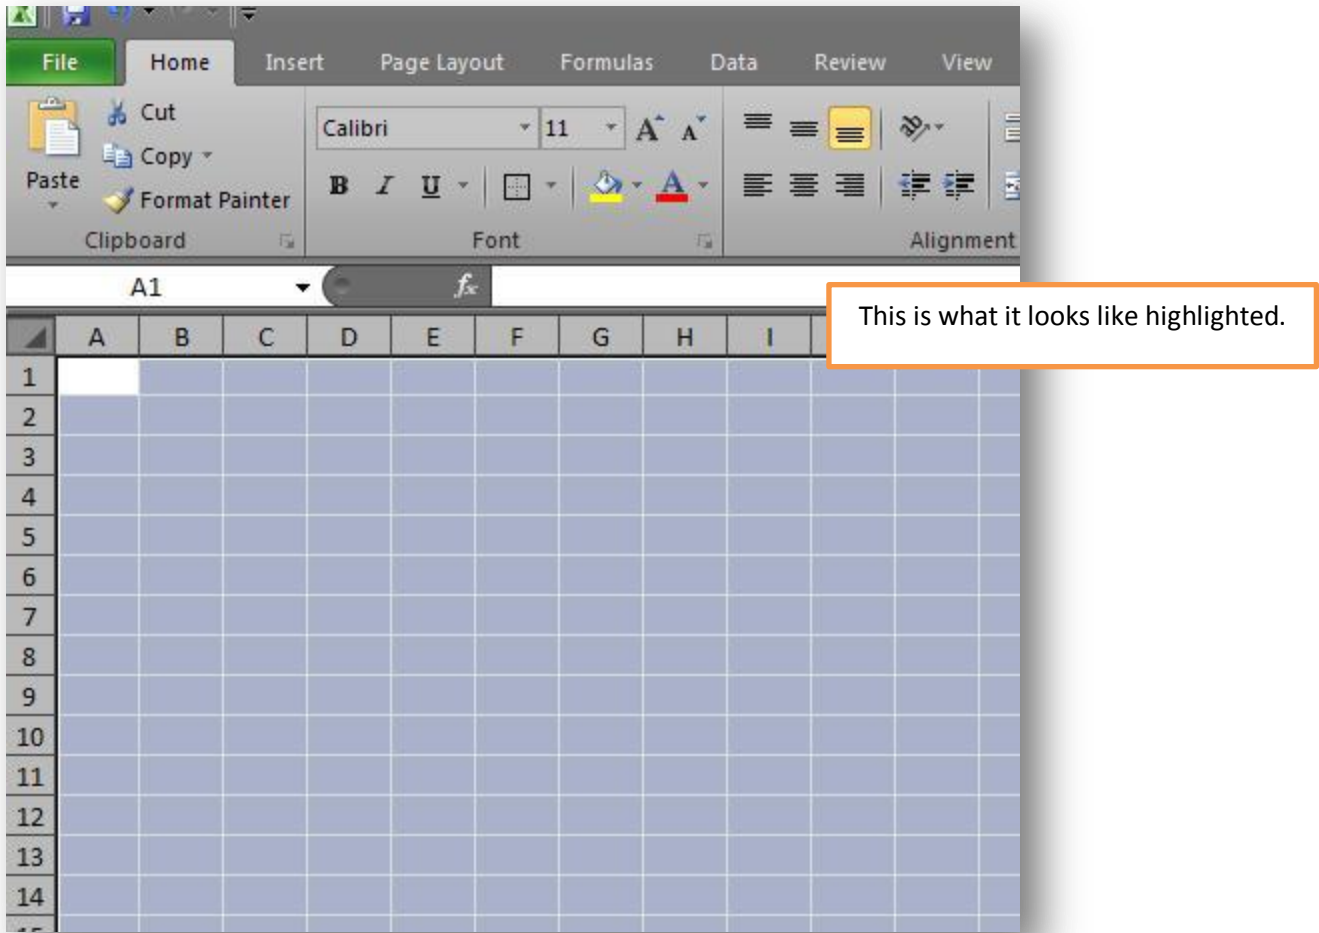 File Home Insert Page Layout Formulas Data Review View
Cut
Calibri 11 A A
Copy
Paste
B I U A
Format Painter
Clipboard Font Alignment
A1 fx
This is what it looks like highlighted.
A B C D E F G H I
1
2
3
4
5
6
7
8
9
10
11
12
13
14